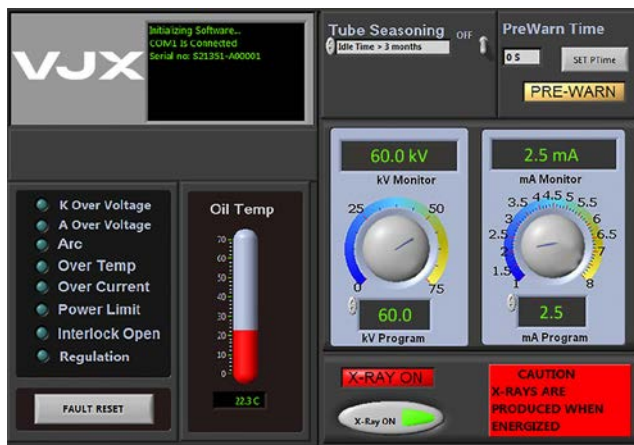 VJX
Initializing Software...
COM1 Is Connected
Serial no: S21351-A00001
Tube Seasoning
OFF
Idle Time > 3 months
PreWarn Time
0 S
SET PTime
PRE-WARN
K Over Voltage
A Over Voltage
Arc
Over Temp
Over Current
Power Limit
Interlock Open
Regulation
FAULT RESET
Oil Temp
70
60
50
40
30
20
10
0
22.3 C
60.0 kV
kV Monitor
25
50
0
75
60.0
kV Program
2.5 mA
mA Monitor
1
1.5
2
2.5
3
3.5
4
4.5
5
5.5
6
6.5
7
8
2.5
mA Program
X-RAY ON
X-Ray ON
CAUTION
X-RAYS ARE
PRODUCED WHEN
ENERGIZED